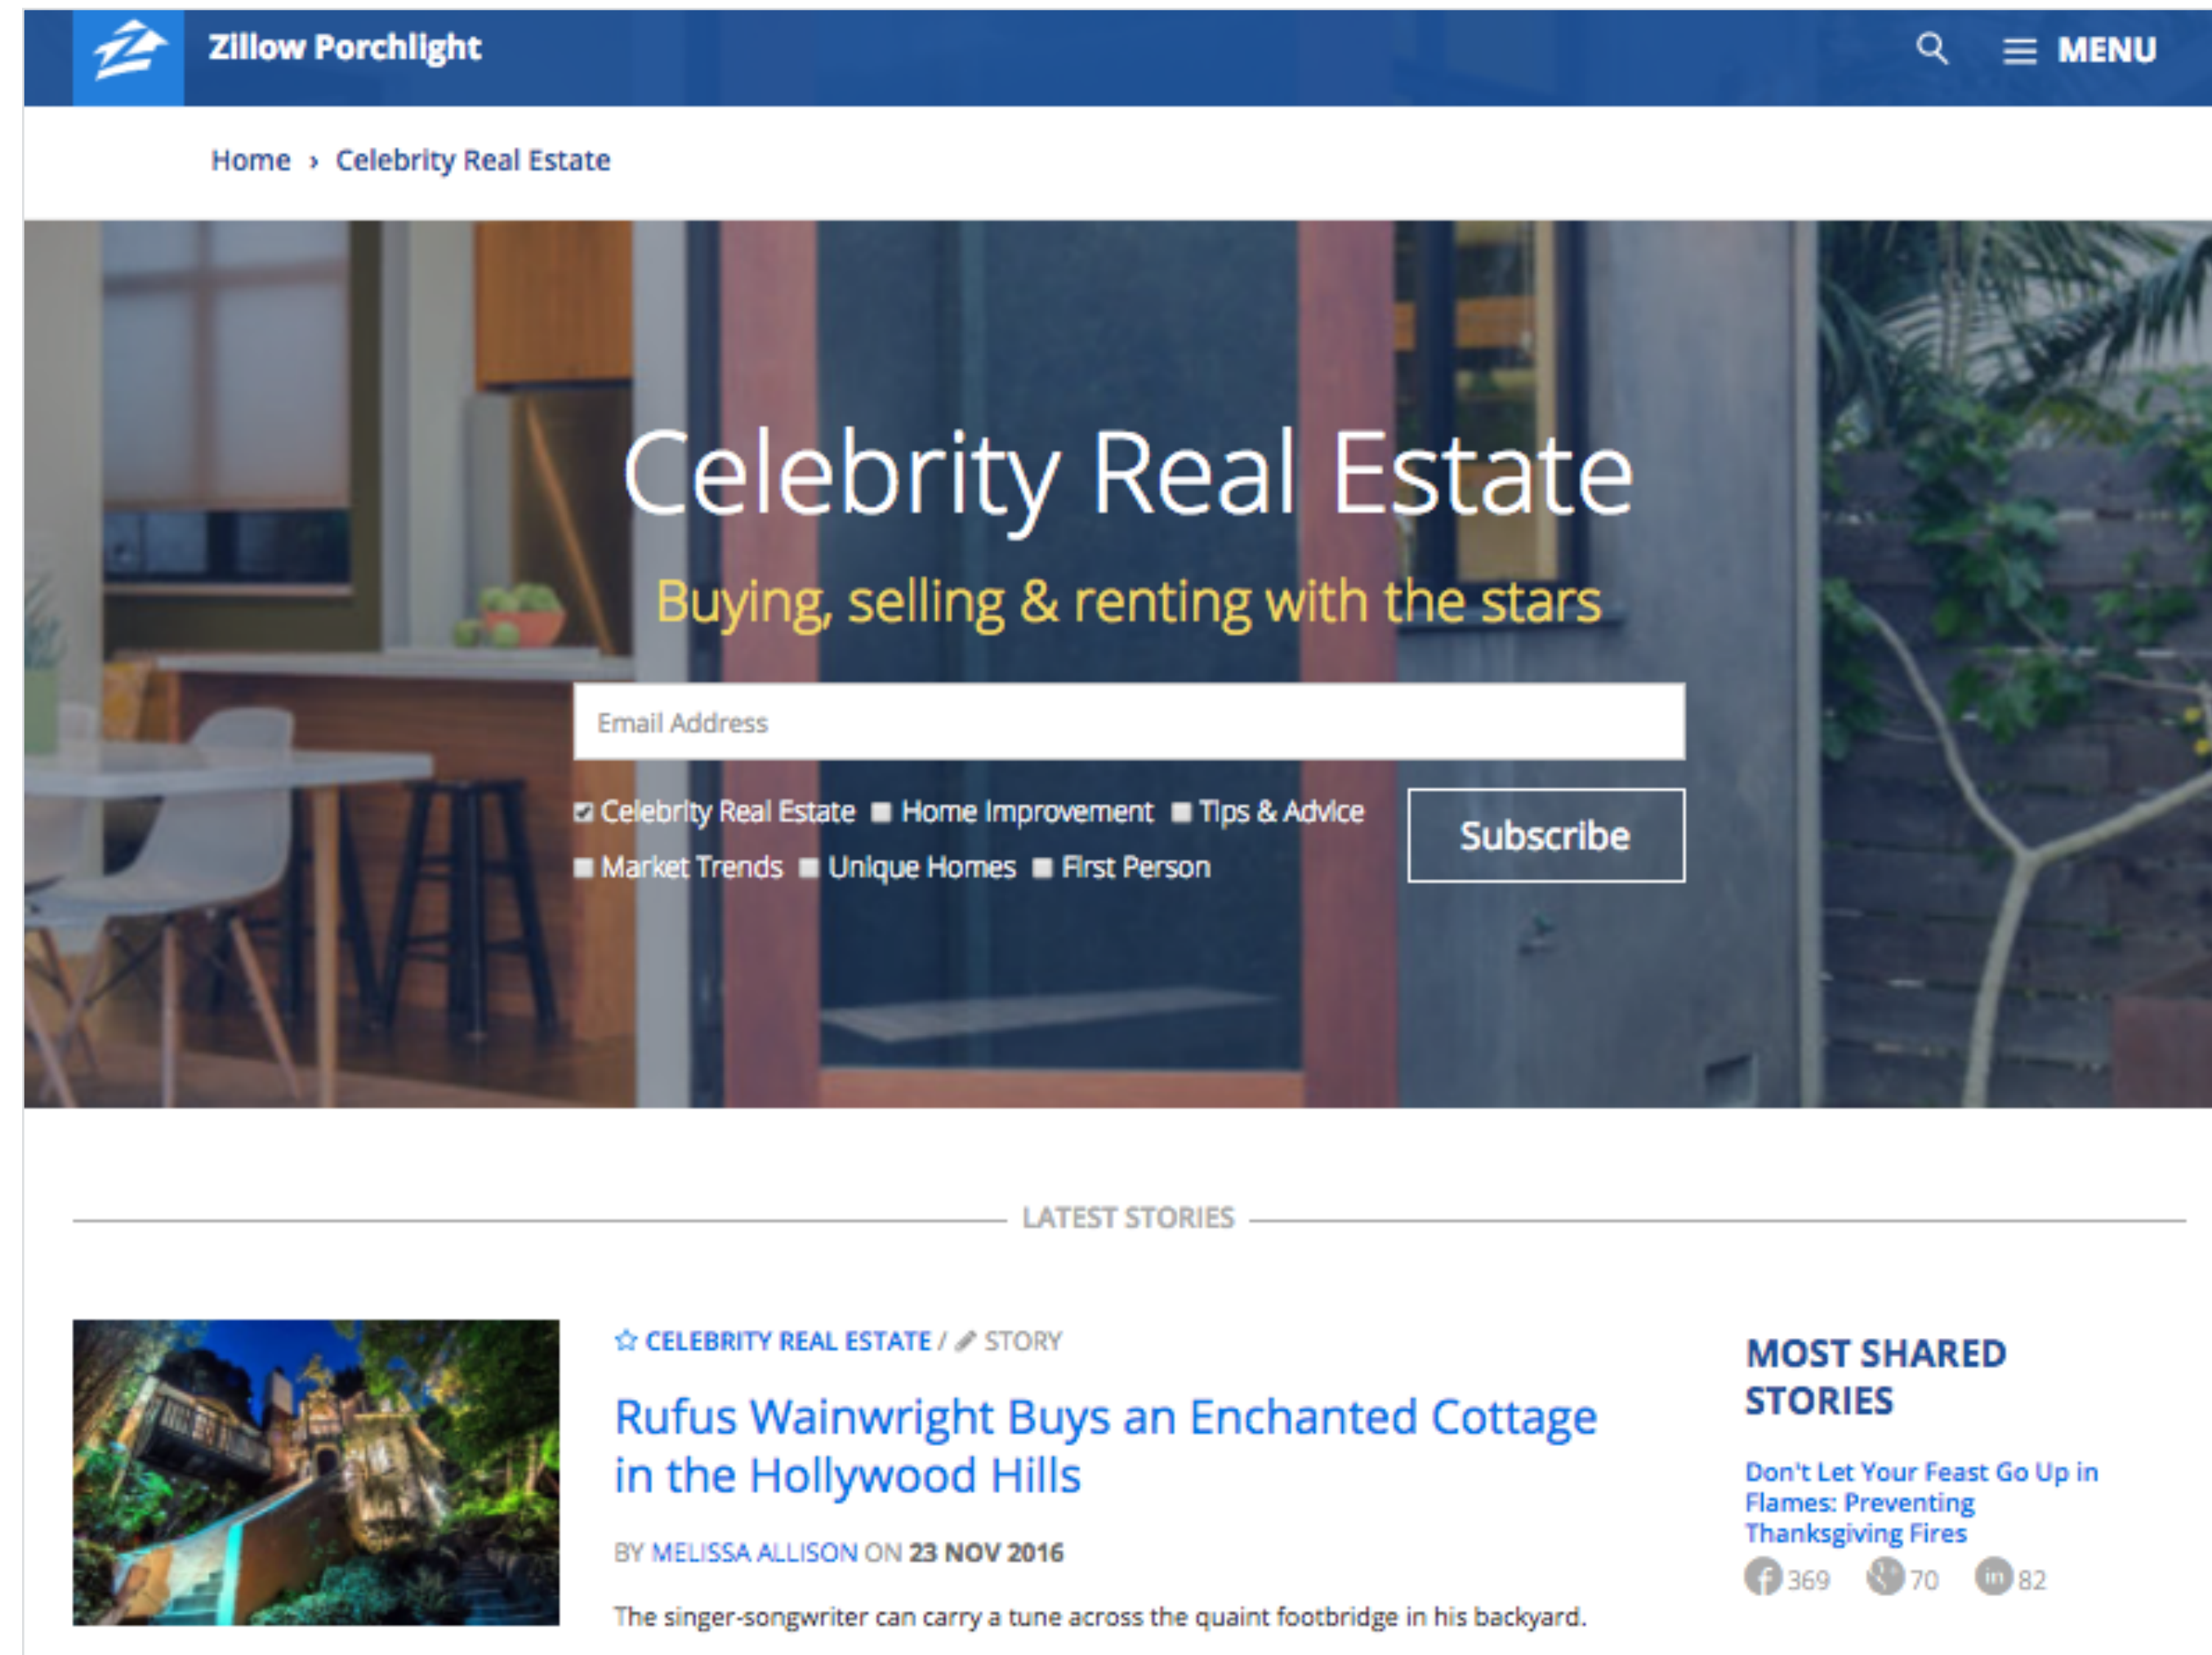 Zillow Porchlight
MENU
Home › Celebrity Real Estate
Celebrity Real Estate
Buying, selling & renting with the stars
Email Address
Celebrity Real Estate Home Improvement Tips & Advice
Market Trends Unique Homes First Person
Subscribe
LATEST STORIES
CELEBRITY REAL ESTATE / STORY
Rufus Wainwright Buys an Enchanted Cottage
in the Hollywood Hills
BY MELISSA ALLISON ON 23 NOV 2016
The singer-songwriter can carry a tune across the quaint footbridge in his backyard.
MOST SHARED
STORIES
Don't Let Your Feast Go Up in
Flames: Preventing
Thanksgiving Fires
369 70 82